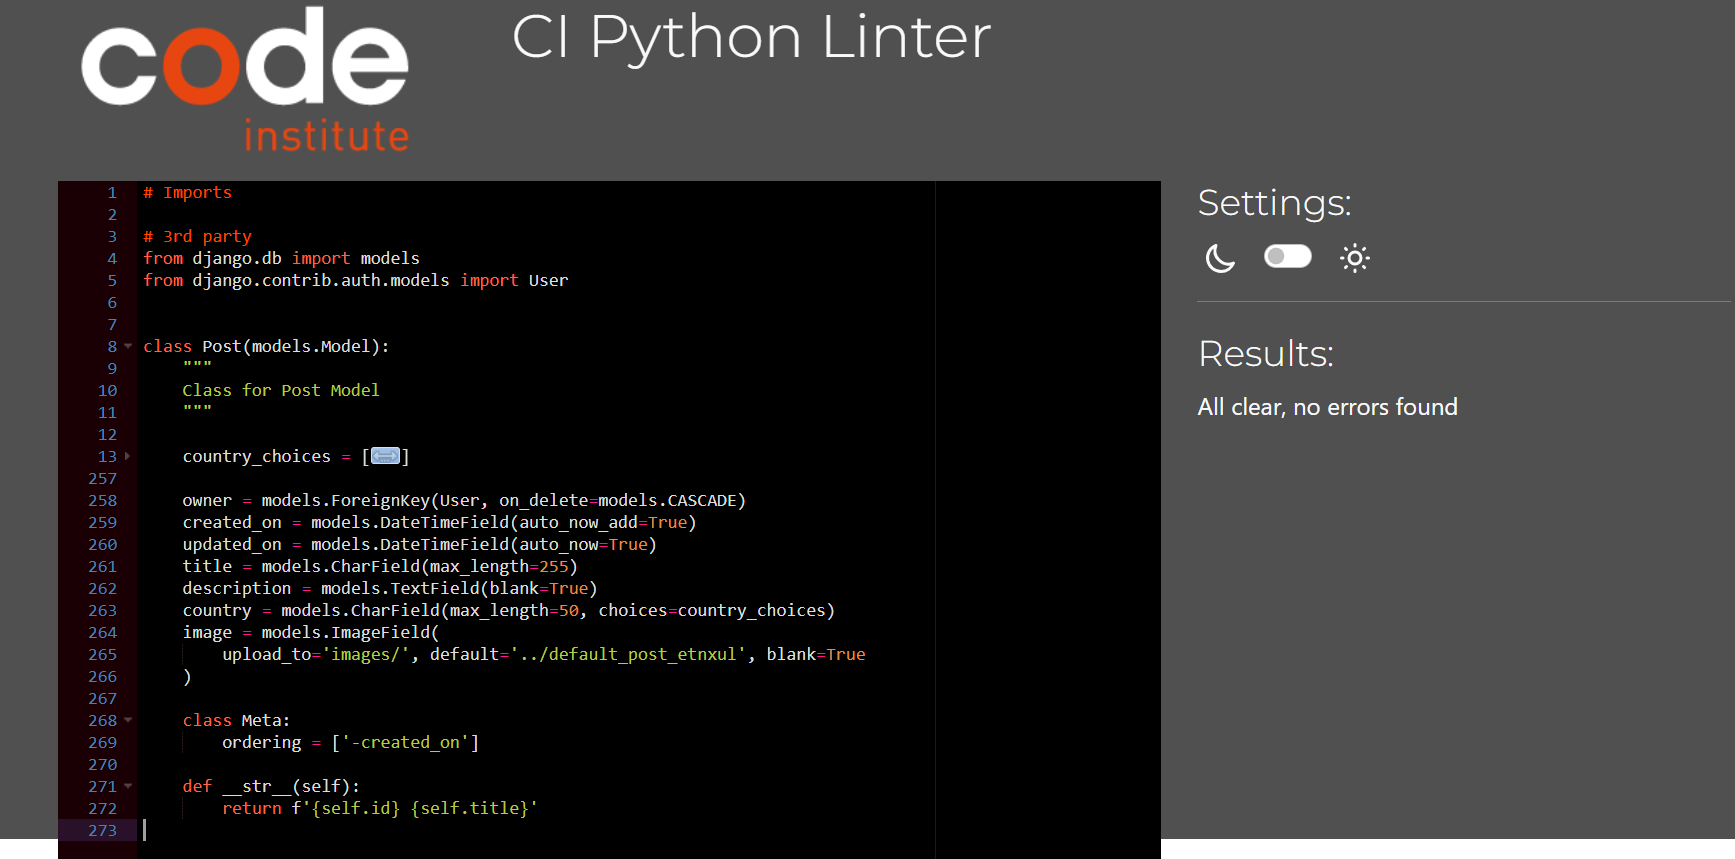 code
institute
CI Python Linter
1 # Imports
2
3 # 3rd party
4 from django.db import models
5 from django.contrib.auth.models import User
6
7
8 class Post(models.Model):
9     """
10     Class for Post Model
11     """
12
13     country_choices = [...]
257
258     owner = models.ForeignKey(User, on_delete=models.CASCADE)
259     created_on = models.DateTimeField(auto_now_add=True)
260     updated_on = models.DateTimeField(auto_now=True)
261     title = models.CharField(max_length=255)
262     description = models.TextField(blank=True)
263     country = models.CharField(max_length=50, choices=country_choices)
264     image = models.ImageField(
265         upload_to='images/', default='../default_post_etnxul', blank=True
266     )
267
268     class Meta:
269         ordering = ['-created_on']
270
271     def __str__(self):
272         return f'{self.id} {self.title}'
273
Settings:
Results:
All clear, no errors found